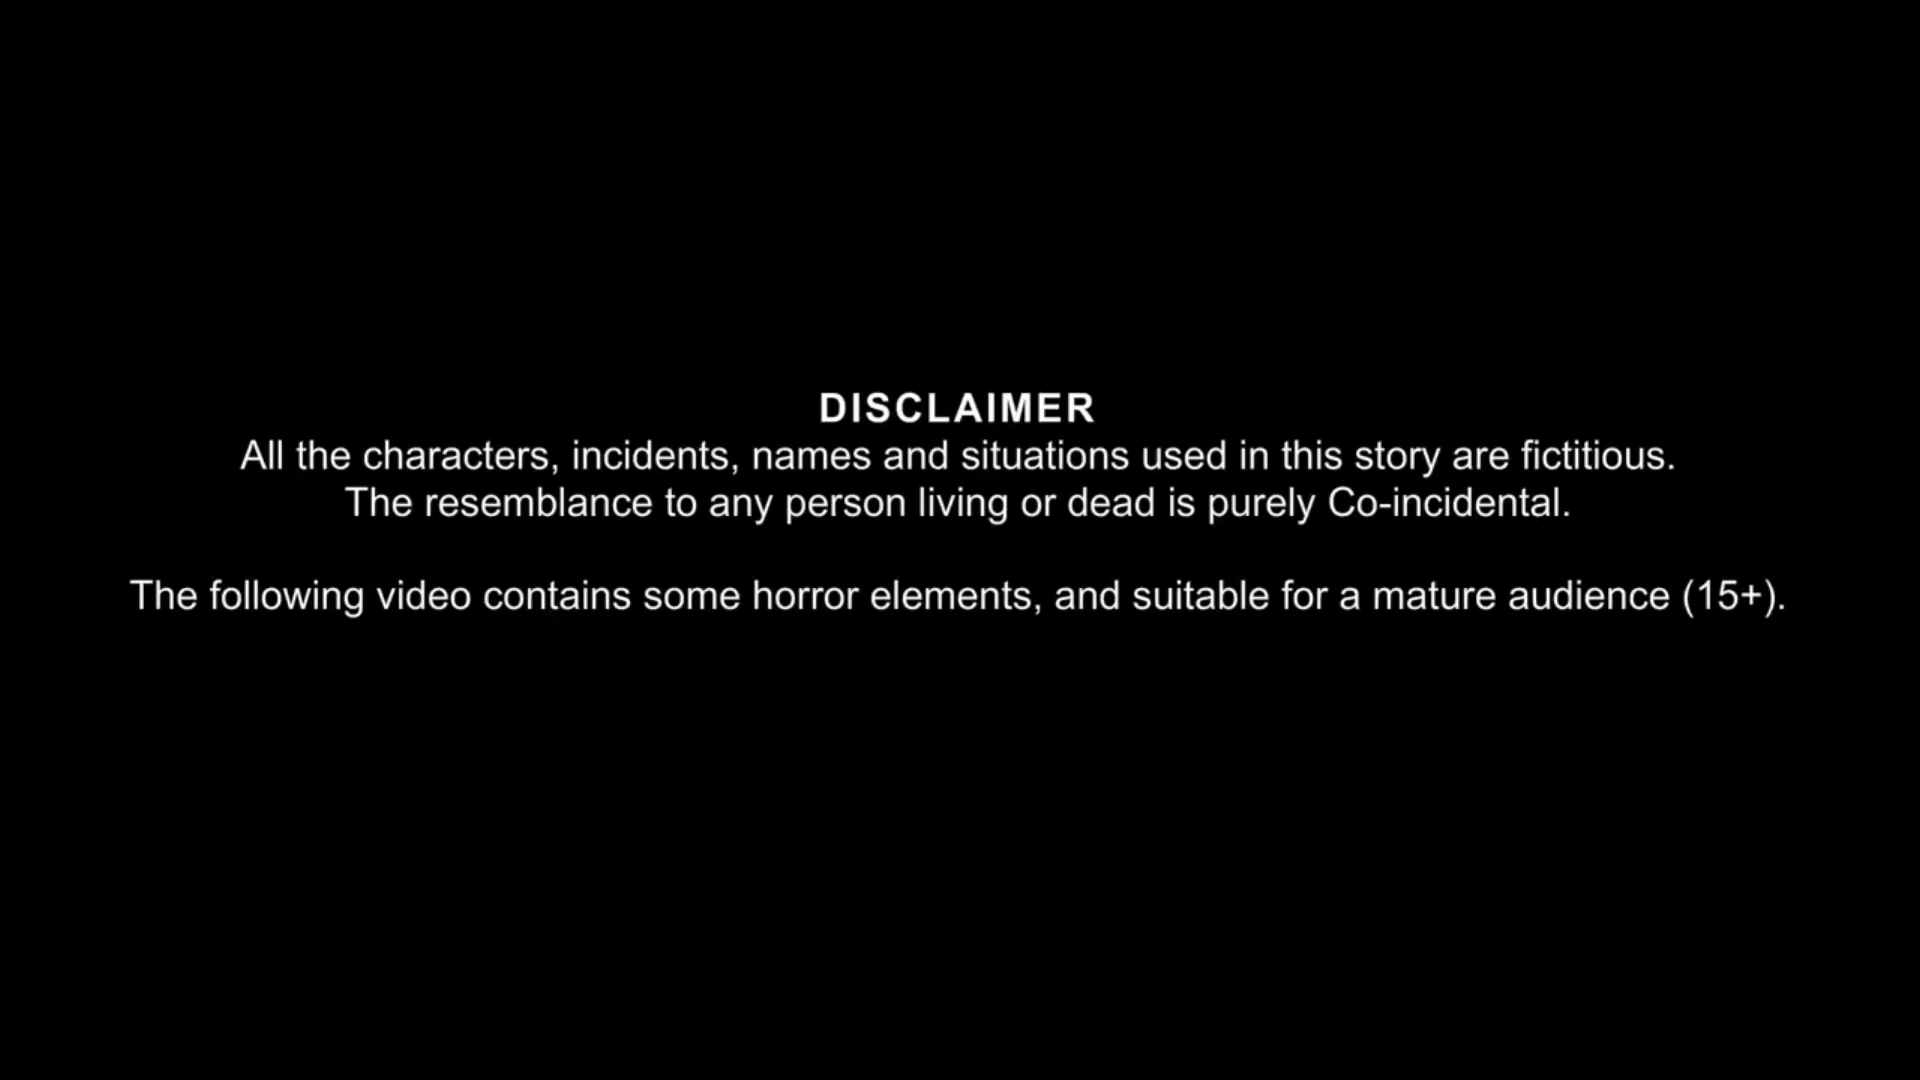 DISCLAIMER
All the characters, incidents, names and situations used in this story are fictitious.
The resemblance to any person living or dead is purely Co-incidental.
The following video contains some horror elements, and suitable for a mature audience (15+).